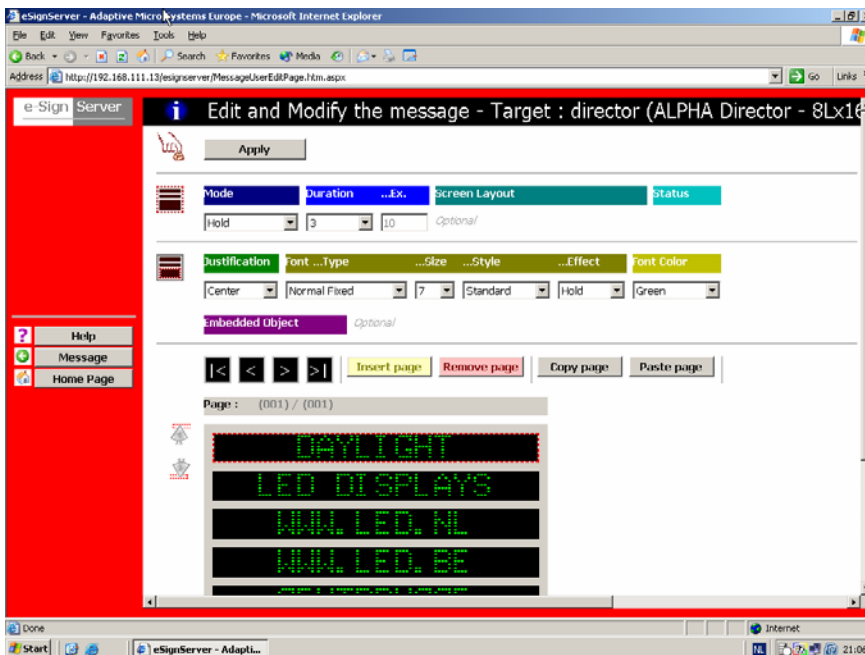 eSignServer - Adaptive Micro Systems Europe - Microsoft Internet Explorer
File Edit View Favorites Tools Help
Back Search Favorites Media
Address http://192.168.111.13/esignserver/MessageUserEditPage.htm.aspx Go Links
e-Sign Server
i Edit and Modify the message - Target : director (ALPHA Director - 8Lx16
Apply
Mode Duration ...Ex. Screen Layout Status
Hold 3 10 Optional
Justification Font ...Type ...Size ...Style ...Effect Font Color
Center Normal Fixed 7 Standard Hold Green
Embedded Object Optional
? Help
Message
Home Page
|< < > >| Insert page Remove page Copy page Paste page
Page : (001) / (001)
DAYLIGHT
LED DISPLAYS
WWW.LED.NL
WWW.LED.BE
Done Internet
Start eSignServer - Adapti... NL